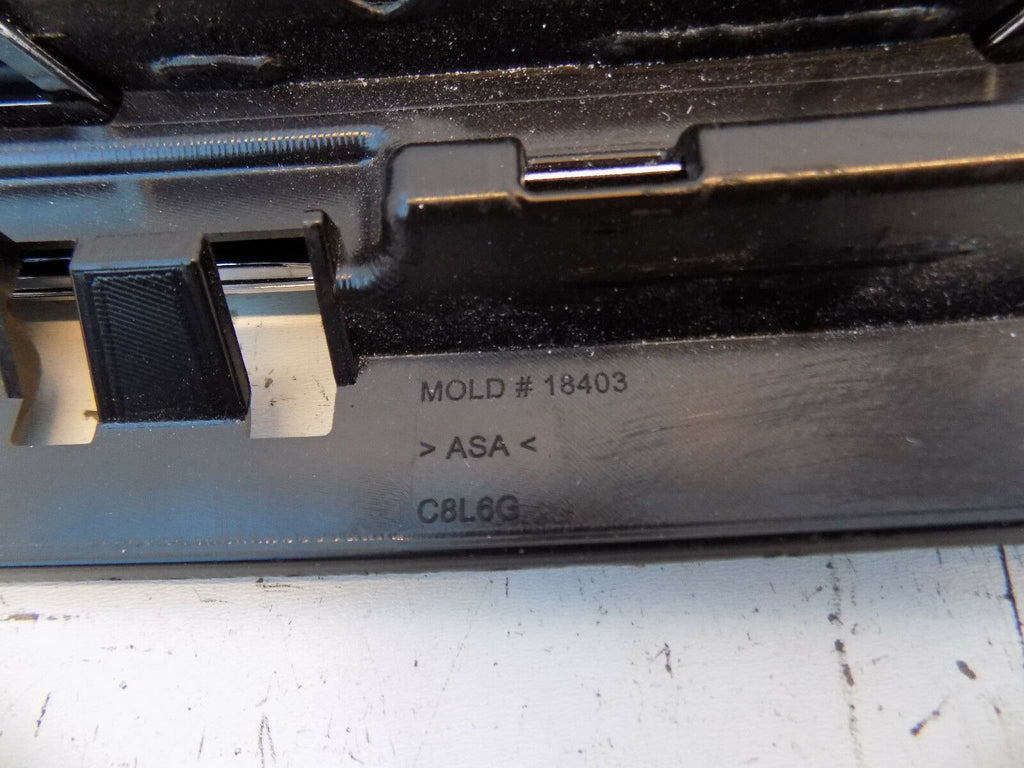 MOLD # 18403
> ASA <
C8L6G